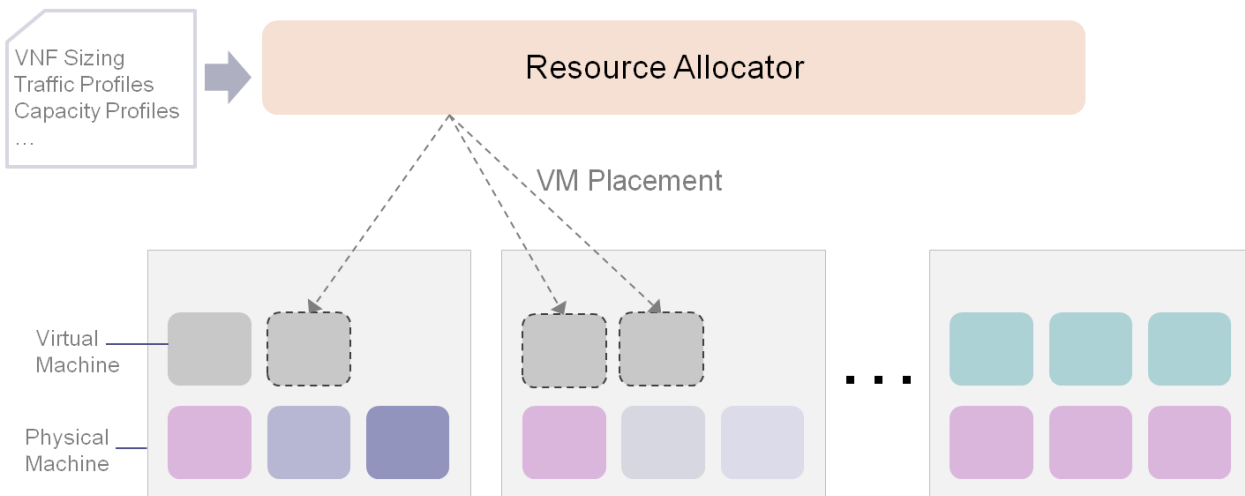 VNF Sizing
Traffic Profiles
Capacity Profiles
...
Resource Allocator
VM Placement
Virtual
Machine
Physical
Machine
...